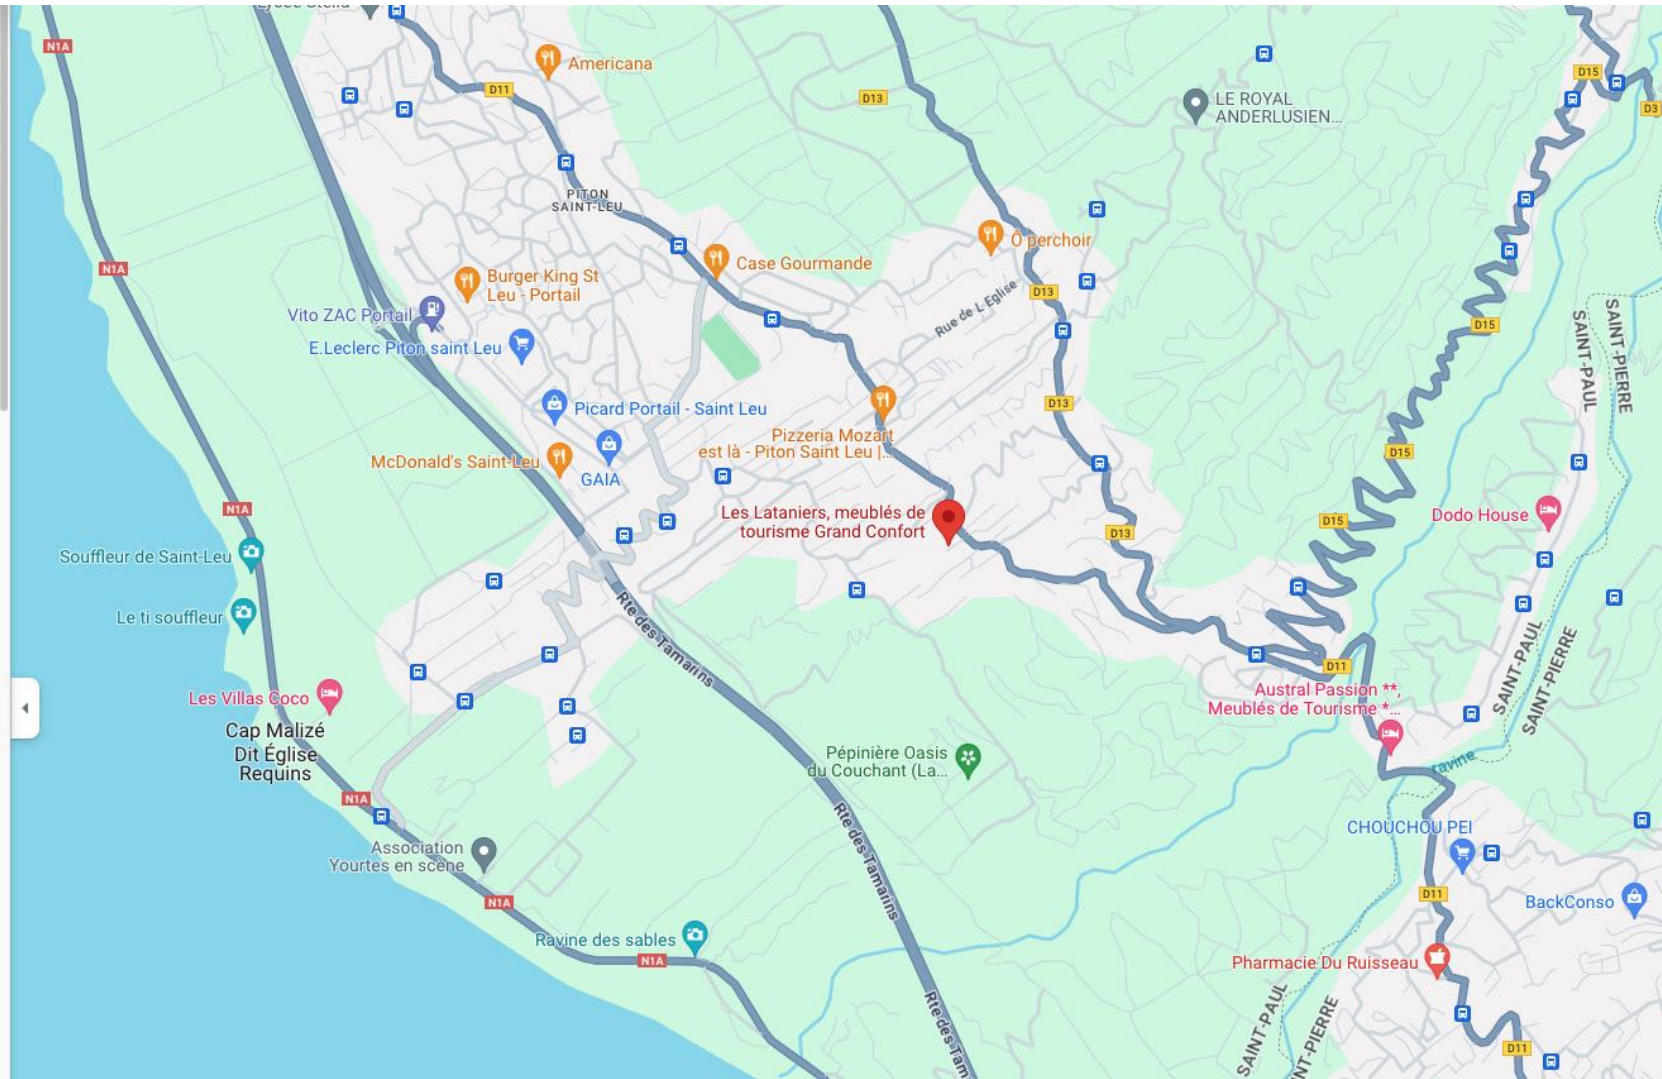 N1A
Americana
D11
D13
LE ROYAL
ANDERLUSIEN...
D15
D3
PITON
SAINT-LEU
D15
Ô perchoir
Case Gourmande
N1A
Burger King St
Leu - Portail
Vito ZAC Portail
E.Leclerc Piton saint Leu
Rue de L'Eglise
D13
D15
SAINT-PAUL
SAINT-PIERRE
Picard Portail - Saint Leu
D13
Pizzeria Mozart
est là - Piton Saint Leu |...
McDonald's Saint-Leu
GAIA
D15
N1A
Les Lataniers, meublés de
tourisme Grand Confort
D13
D15
Dodo House
Souffleur de Saint-Leu
Le ti souffleur
Rte des Tamarins
SAINT-PAUL
SAINT-PIERRE
D11
Les Villas Coco
Cap Malizé
Dit Église
Requins
Austral Passion **,
Meublés de Tourisme *...
Pépinière Oasis
du Couchant (La...
ravine
N1A
Rte des Tamarins
CHOUCHOU PEI
Association
Yourtes en scène
N1A
D11
BackConso
Ravine des sables
N1A
Pharmacie Du Ruisseau
Rte des Tam
SAINT-PAUL
NT-PIERRE
D11